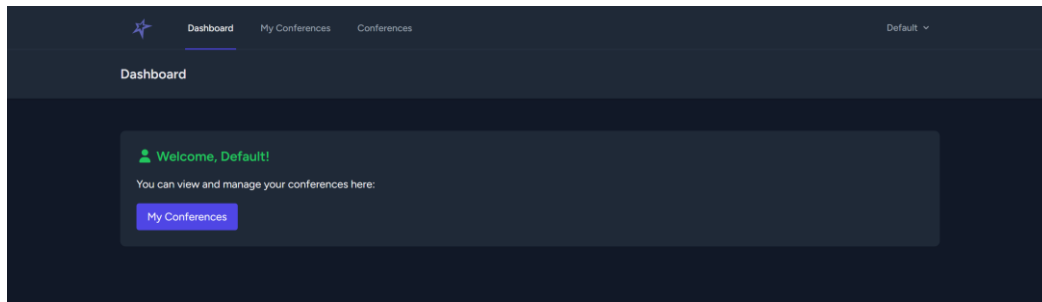 Dashboard My Conferences Conferences Default
Dashboard
Welcome, Default!
You can view and manage your conferences here:
My Conferences